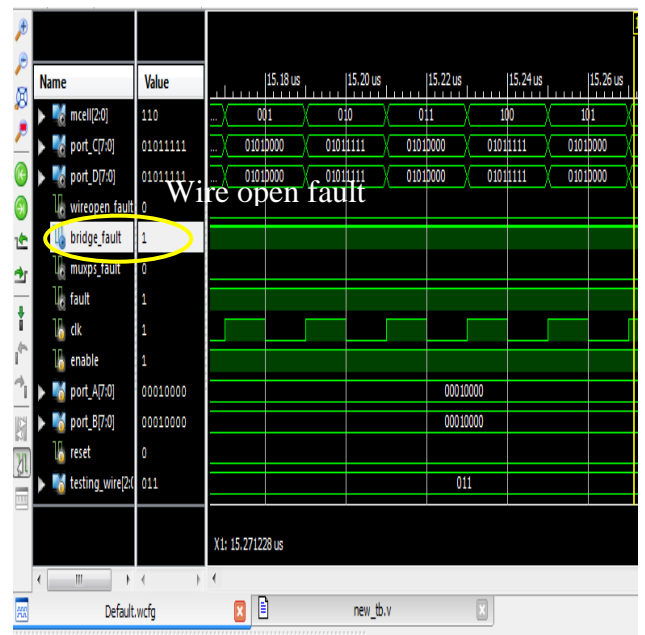 1
15.18 us 15.20 us 15.22 us 15.24 us 15.26 us
Name Value
mcell[2:0] 110 ... 001 010 011 100 101
port_C[7:0] 01011111 ... 01010000 01011111 01010000 01011111 01010000
port_D[7:0] 01011111 ... 01010000 01011111 01010000 01011111 01010000
Wire open fault
wireopen fault 0
bridge_fault 1
muxps_fault 0
fault 1
clk 1
enable 1
port_A[7:0] 00010000 00010000
port_B[7:0] 00010000 00010000
reset 0
testing_wire[2:0 011 011
X1: 15.271228 us
Default.wcfg new_tb.v